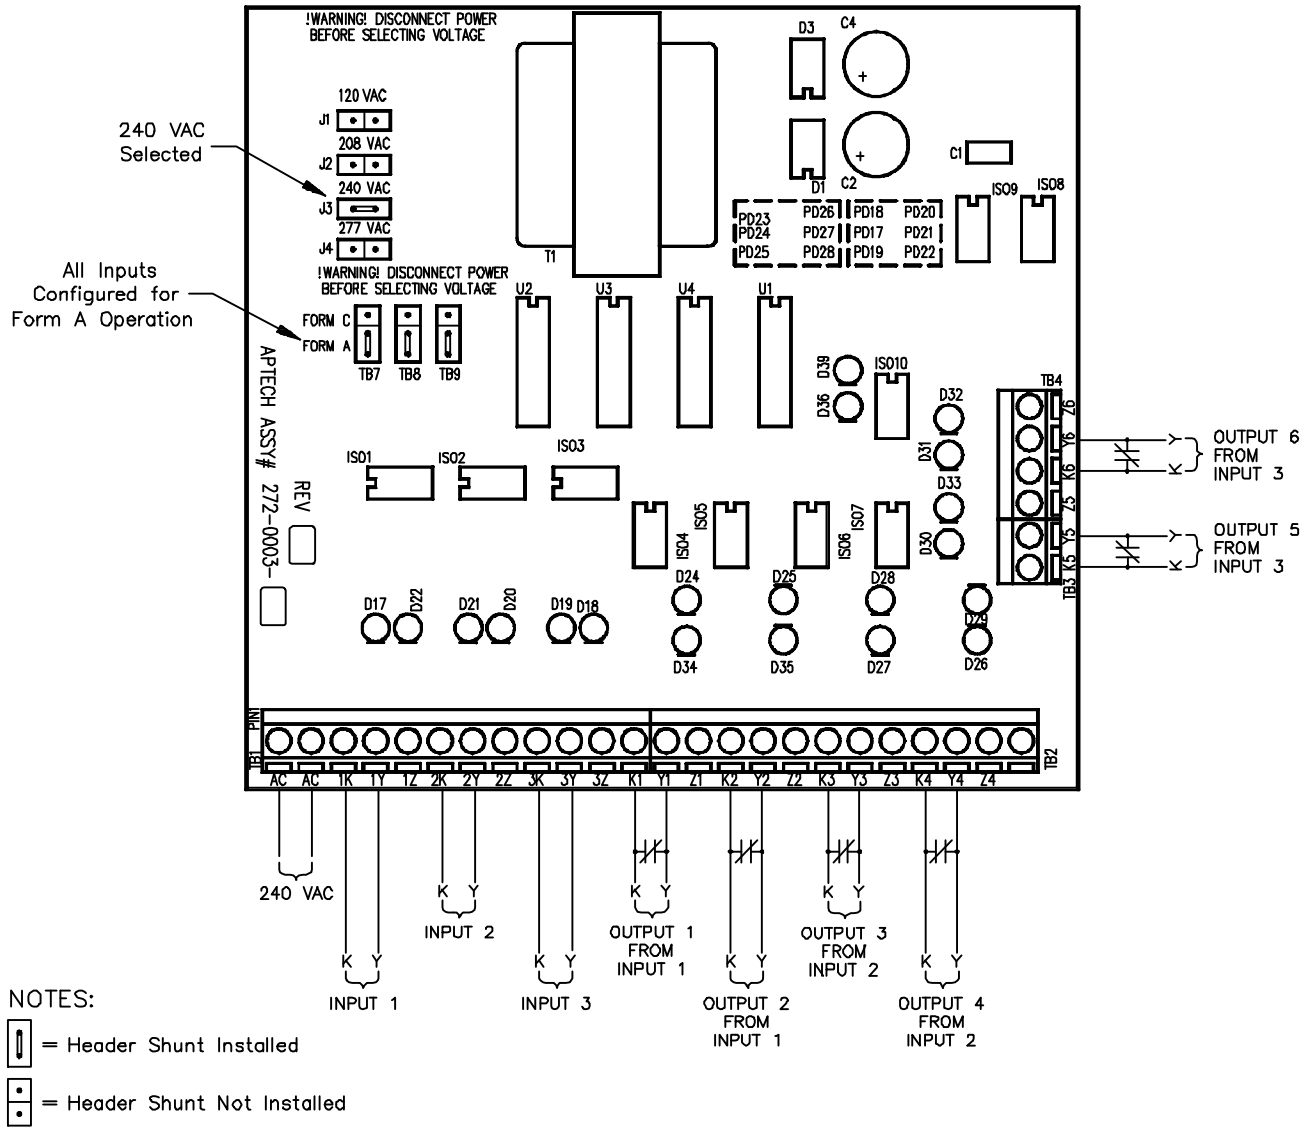 !WARNING! DISCONNECT POWER
BEFORE SELECTING VOLTAGE
120 VAC
J1
208 VAC
J2
240 VAC
J3
277 VAC
J4
240 VAC
Selected
!WARNING! DISCONNECT POWER
BEFORE SELECTING VOLTAGE
All Inputs
Configured for
Form A Operation
FORM C
FORM A
TB7 TB8 TB9
T1
D3 C4
+
D1 C2
+
C1
ISO9 ISO8
PD23 PD26 PD18 PD20
PD24 PD27 PD17 PD21
PD25 PD28 PD19 PD22
U2 U3 U4 U1
APTECH ASSY# 272-0003-
REV
D39
D36
ISO10
D32
D31
D33
D30
ISO1 ISO2 ISO3
ISO4 ISO5 ISO6 ISO7
TB4
Z6
Y6
K6
Z5
Y5
K5
TB3
Y
K
OUTPUT 6
FROM
INPUT 3
Y
K
OUTPUT 5
FROM
INPUT 3
D17 D22 D21 D20 D19 D18
D24 D25 D28 D29
D34 D35 D27 D26
PIN1
TB1
TB2
AC AC 1K 1Y 1Z 2K 2Y 2Z 3K 3Y 3Z K1 Y1 Z1 K2 Y2 Z2 K3 Y3 Z3 K4 Y4 Z4
240 VAC
K Y
INPUT 1
K Y
INPUT 2
K Y
INPUT 3
K Y
OUTPUT 1
FROM
INPUT 1
K Y
OUTPUT 2
FROM
INPUT 1
K Y
OUTPUT 3
FROM
INPUT 2
K Y
OUTPUT 4
FROM
INPUT 2
NOTES:
= Header Shunt Installed
= Header Shunt Not Installed